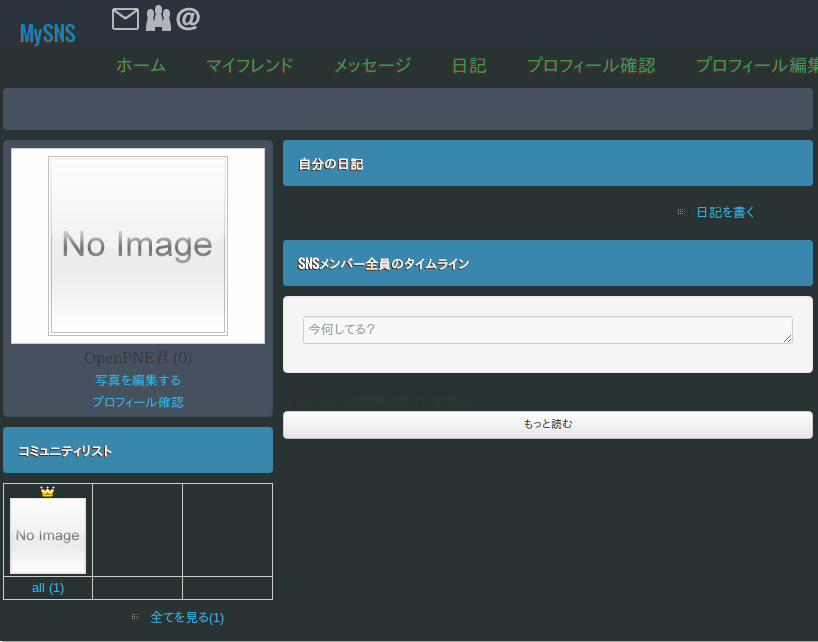 MySNS
@
ホーム マイフレンド メッセージ 日記 プロフィール確認 プロフィール編集
No Image
OpenPNE君 (0)
写真を編集する
プロフィール確認
コミュニティリスト
No Image
all (1)
全てを見る(1)
自分の日記
日記を書く
SNSメンバー全員のタイムライン
今何してる？
もっと読む